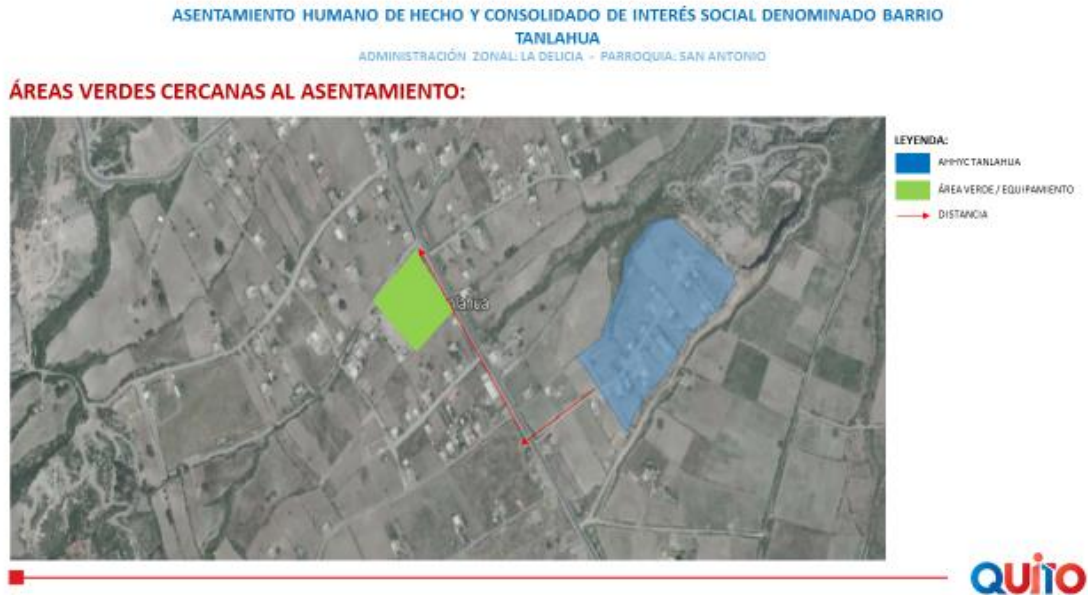 ASENTAMIENTO HUMANO DE HECHO Y CONSOLIDADO DE INTERÉS SOCIAL DENOMINADO BARRIO
TANLAHUA
ADMINISTRACIÓN ZONAL: LA DELICIA - PARROQUIA: SAN ANTONIO
ÁREAS VERDES CERCANAS AL ASENTAMIENTO:
LEYENDA:
AHHYC TANLAHUA
ÁREA VERDE / EQUIPAMIENTO
DISTANCIA
QUITO